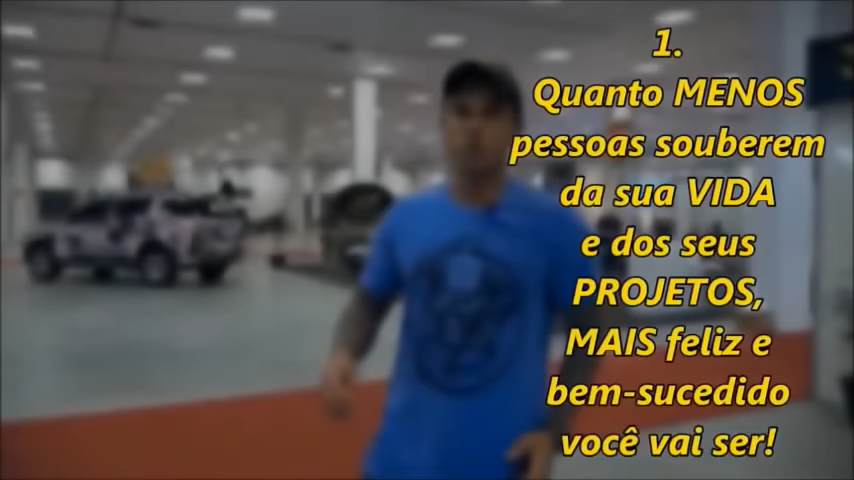 1.
Quanto MENOS
pessoas souberem
da sua VIDA
e dos seus
PROJETOS,
MAIS feliz e
bem-sucedido
você vai ser!